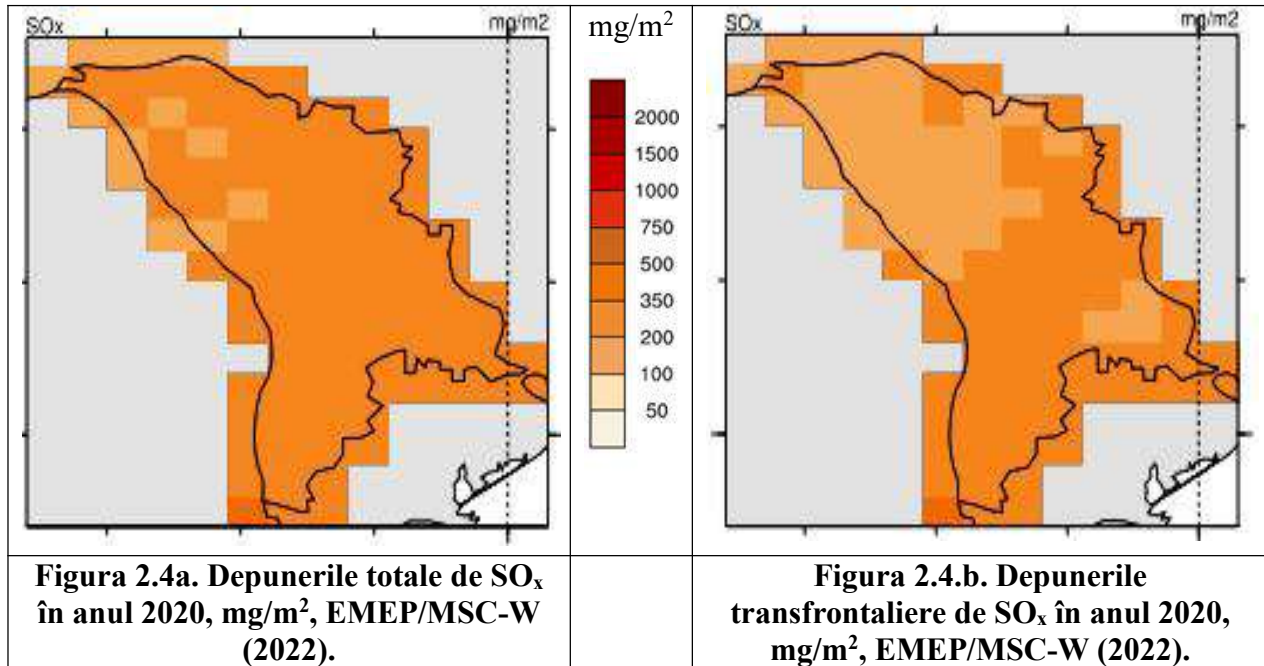 SOx
mg/m2
mg/m²
2000
1500
1000
750
500
350
200
100
50
SOx
mg/m2
Figura 2.4a. Depunerile totale de SOₓ
în anul 2020, mg/m², EMEP/MSC-W
(2022).
Figura 2.4.b. Depunerile
transfrontaliere de SOₓ în anul 2020,
mg/m², EMEP/MSC-W (2022).